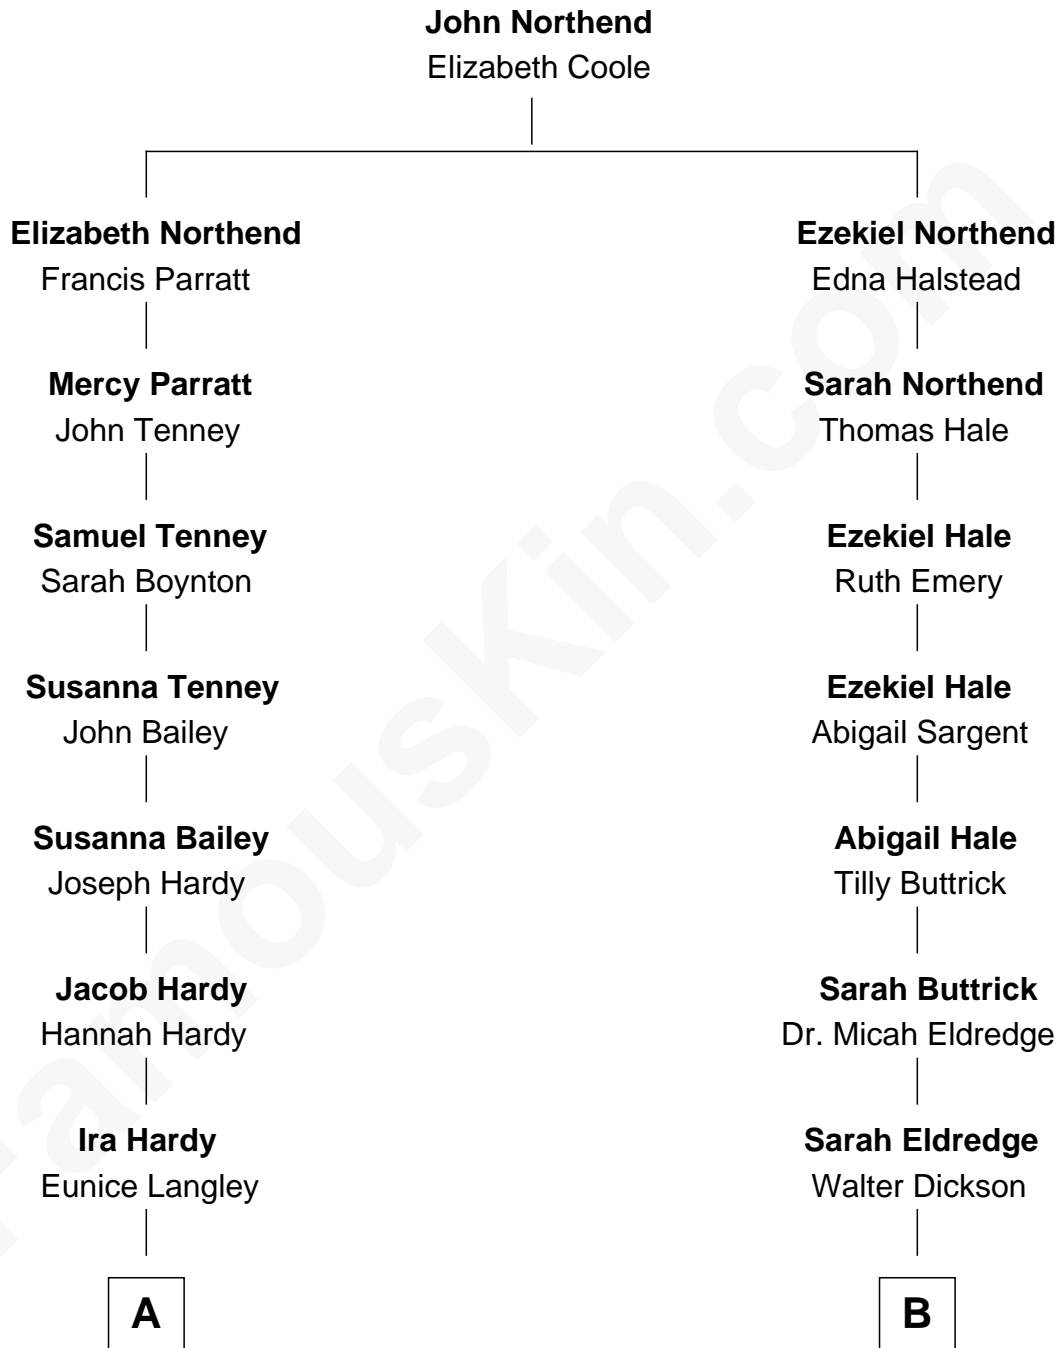 John Northend
Elizabeth Coole
Elizabeth Northend
Francis Parratt
Ezekiel Northend
Edna Halstead
Mercy Parratt
John Tenney
Sarah Northend
Thomas Hale
Samuel Tenney
Sarah Boynton
Ezekiel Hale
Ruth Emery
Susanna Tenney
John Bailey
Ezekiel Hale
Abigail Sargent
Susanna Bailey
Joseph Hardy
Abigail Hale
Tilly Buttrick
Jacob Hardy
Hannah Hardy
Sarah Buttrick
Dr. Micah Eldredge
Ira Hardy
Eunice Langley
Sarah Eldredge
Walter Dickson
A
B
FamousKin.com